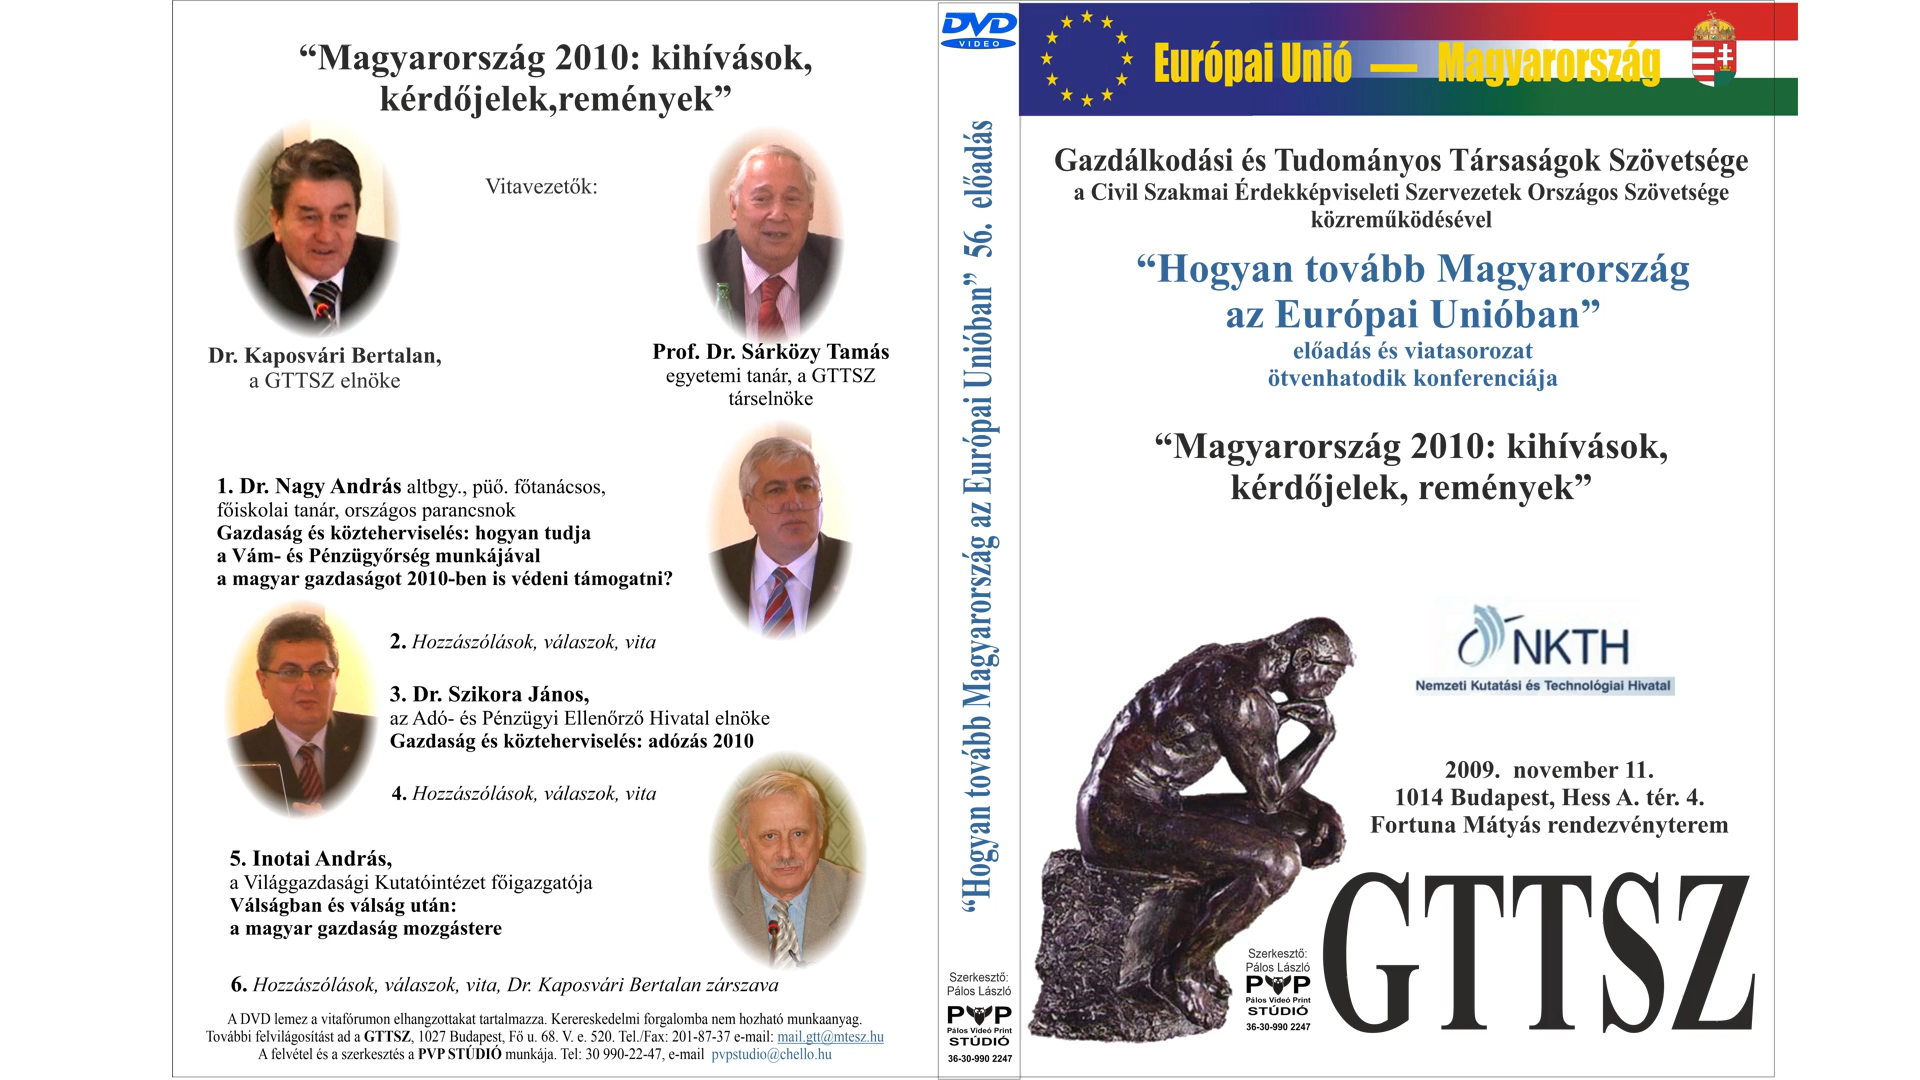 “Magyarország 2010: kihívások,
kérdőjelek,remények”
Vitavezetők:
Dr. Kaposvári Bertalan,
a GTTSZ elnöke
Prof. Dr. Sárközy Tamás
egyetemi tanár, a GTTSZ
társelnöke
1. Dr. Nagy András altbgy., püő. főtanácsos,
főiskolai tanár, országos parancsnok
Gazdaság és közteherviselés: hogyan tudja
a Vám- és Pénzügyőrség munkájával
a magyar gazdaságot 2010-ben is védeni támogatni?
2. Hozzászólások, válaszok, vita
3. Dr. Szikora János,
az Adó- és Pénzügyi Ellenőrző Hivatal elnöke
Gazdaság és közteherviselés: adózás 2010
4. Hozzászólások, válaszok, vita
5. Inotai András,
a Világgazdasági Kutatóintézet főigazgatója
Válságban és válság után:
a magyar gazdaság mozgástere
6. Hozzászólások, válaszok, vita, Dr. Kaposvári Bertalan zárszava
A DVD lemez a vitafórumon elhangzottakat tartalmazza. Kerereskedelmi forgalomba nem hozható munkaanyag.
További felvilágosítást ad a GTTSZ, 1027 Budapest, Fő u. 68. V. e. 520. Tel./Fax: 201-87-37 e-mail: mail.gtt@mtesz.hu
A felvétel és a szerkesztés a PVP STÚDIÓ munkája. Tel: 30 990-22-47, e-mail pvpstudio@chello.hu
DVD
VIDEO
“Hogyan tovább Magyarország az Európai Unióban” 56. előadás
Szerkesztő:
Pálos László
PVP
Pálos Videó Print
STÚDIÓ
36-30-990 2247
Európai Unió — Magyarország
Gazdálkodási és Tudományos Társaságok Szövetsége
a Civil Szakmai Érdekképviseleti Szervezetek Országos Szövetsége
közreműködésével
“Hogyan tovább Magyarország
az Európai Unióban”
előadás és viatasorozat
ötvenhatodik konferenciája
“Magyarország 2010: kihívások,
kérdőjelek, remények”
NKTH
Nemzeti Kutatási és Technológiai Hivatal
2009. november 11.
1014 Budapest, Hess A. tér. 4.
Fortuna Mátyás rendezvényterem
GTTSZ
Szerkesztő:
Pálos László
PVP
Pálos Videó Print
STÚDIÓ
36-30-990 2247